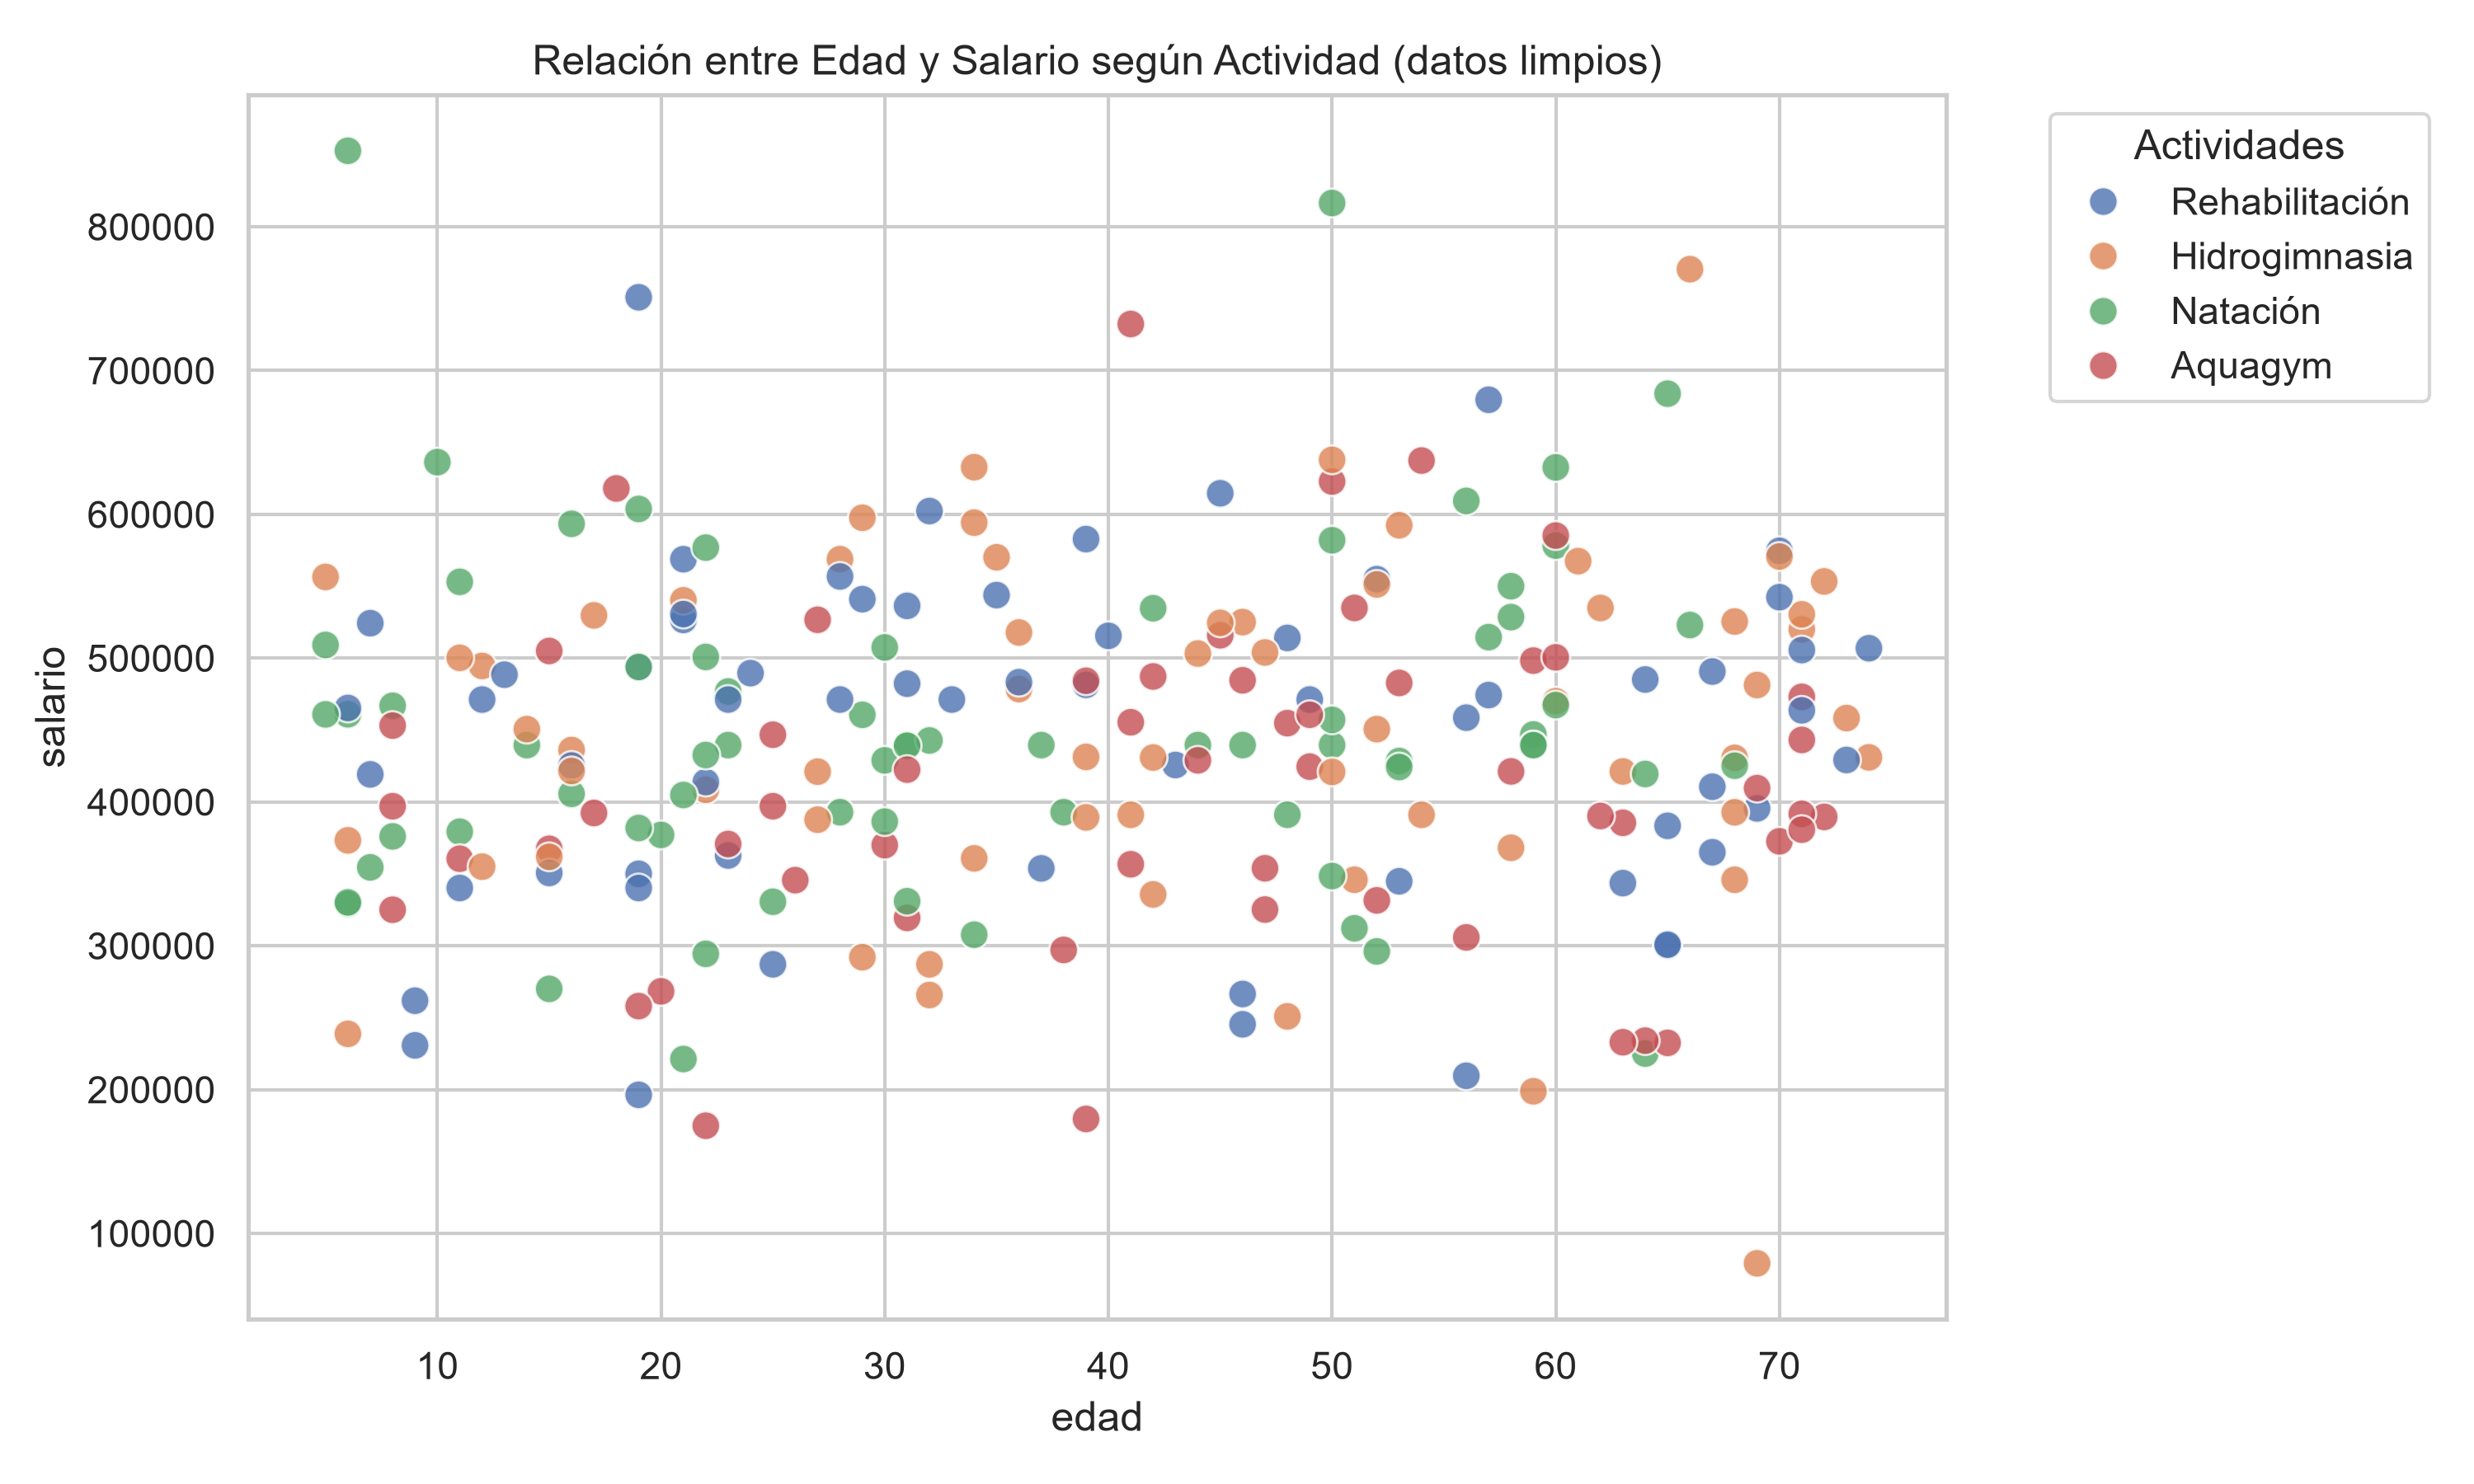 Relación entre Edad y Salario según Actividad (datos limpios)
Actividades
Rehabilitación
Hidrogimnasia
Natación
Aquagym
salario
800000
700000
600000
500000
400000
300000
200000
100000
10 20 30 40 50 60 70
edad